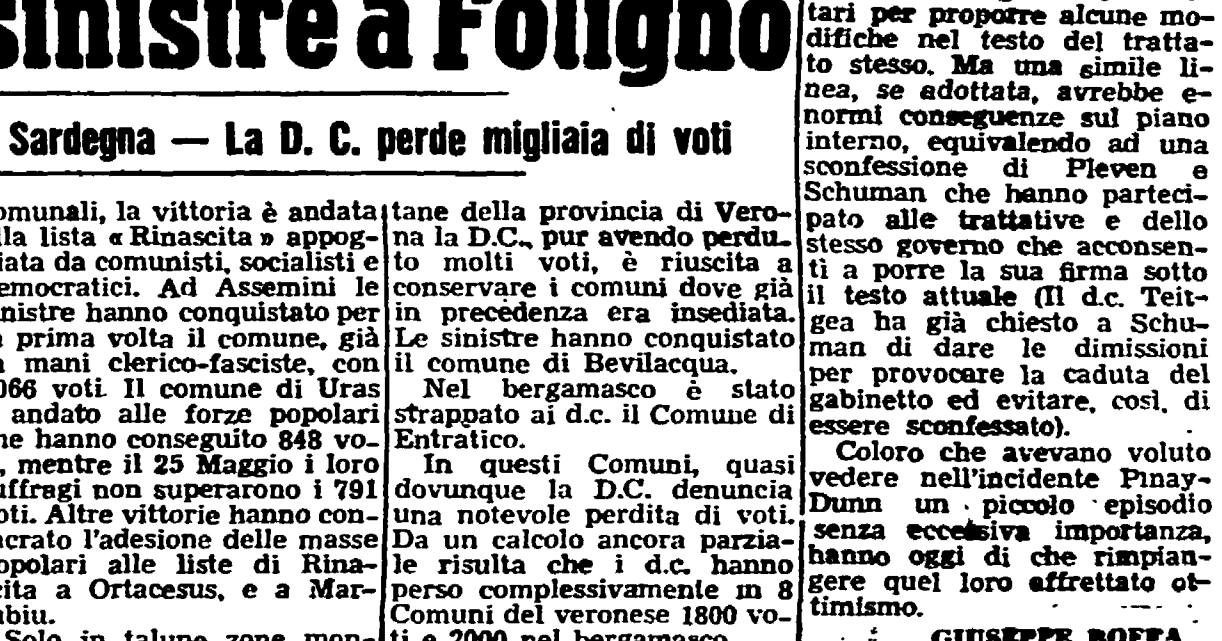 sinistre a Foligno
Sardegna — La D. C. perde migliaia di voti
omunali, la vittoria è andata
lla lista « Rinascita » appog-
iata da comunisti, socialisti e
emocratici. Ad Assemini le
nistre hanno conquistato per
prima volta il comune, già
mani clerico-fasciste, con
066 voti. Il comune di Uras
andato alle forze popolari
he hanno conseguito 848 vo-
, mentre il 25 Maggio i loro
uffragi non superarono i 791
oti. Altre vittorie hanno con-
acrato l'adesione delle masse
opolari alle liste di Rina-
cita a Ortacesus, e a Mar-
ubiu.
Solo in talune zone mon-
tane della provincia di Vero-
na la D.C., pur avendo perdu-
to molti voti, è riuscita a
conservare i comuni dove già
in precedenza era insediata.
Le sinistre hanno conquistato
il comune di Bevilacqua.
Nel bergamasco è stato
strappato ai d.c. il Comune di
Entratico.
In questi Comuni, quasi
dovunque la D.C. denuncia
una notevole perdita di voti.
Da un calcolo ancora parzia-
le risulta che i d.c. hanno
perso complessivamente in 8
Comuni del veronese 1800 vo-
ti e 2000 nel bergamasco
tari per proporre alcune mo-
difiche nel testo del tratta-
to stesso. Ma una simile li-
nea, se adottata, avrebbe e-
normi conseguenze sul piano
interno, equivalendo ad una
sconfessione di Pleven e
Schuman che hanno parteci-
pato alle trattative e dello
stesso governo che acconsen-
tì a porre la sua firma sotto
il testo attuale (Il d.c. Teit-
gea ha già chiesto a Schu-
man di dare le dimissioni
per provocare la caduta del
gabinetto ed evitare, così, di
essere sconfessato).
Coloro che avevano voluto
vedere nell'incidente Pinay-
Dunn un piccolo episodio
senza eccessiva importanza,
hanno oggi di che rimpian-
gere quel loro affrettato ot-
timismo.
GIUSEPPE BOFFA